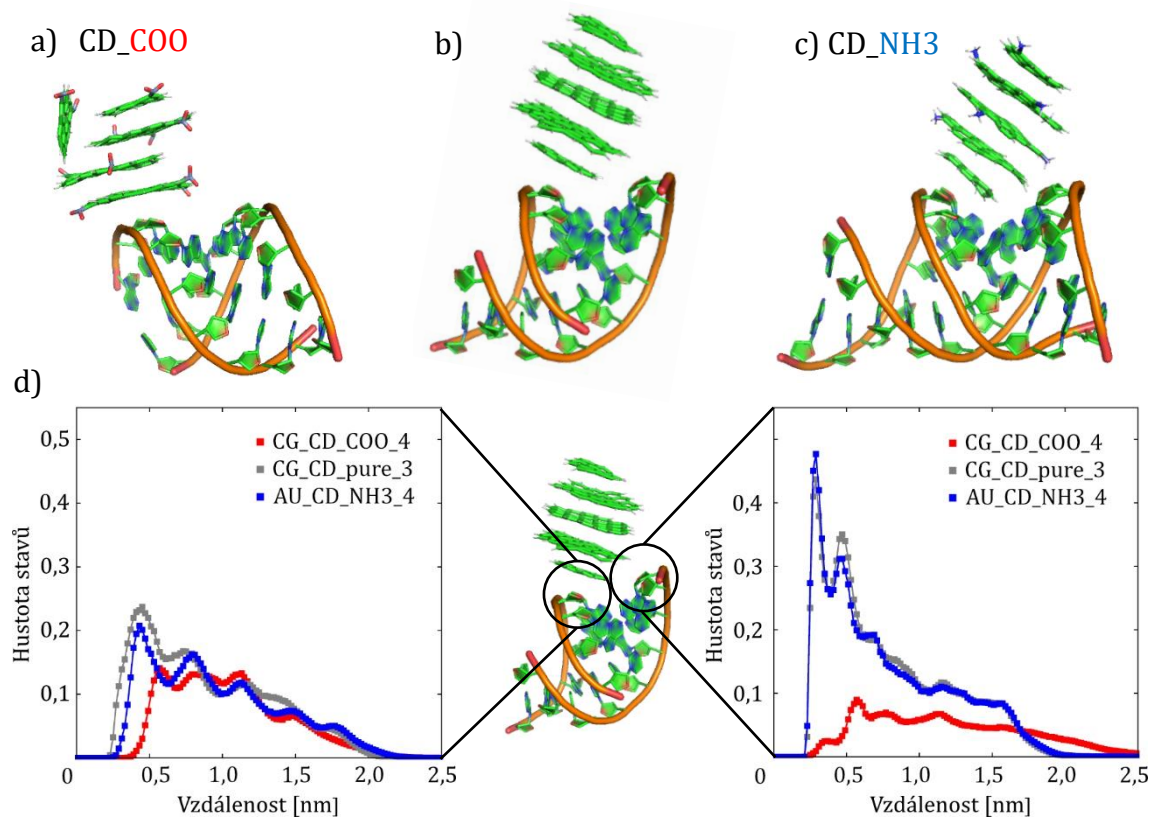 a) CD_COO
b)
c) CD_NH3
d)
Hustota stavů
0,5
0,4
0,3
0,2
0,1
0
0,5
1,0
1,5
2,0
2,5
Vzdálenost [nm]
CG_CD_COO_4
CG_CD_pure_3
AU_CD_NH3_4
Hustota stavů
0,5
0,4
0,3
0,2
0,1
0
0,5
1,0
1,5
2,0
2,5
Vzdálenost [nm]
CG_CD_COO_4
CG_CD_pure_3
AU_CD_NH3_4